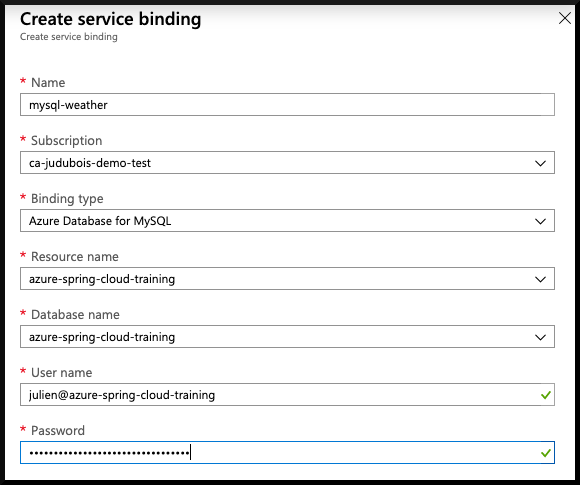 Create service binding
Create service binding
* Name
mysql-weather
* Subscription
ca-judubois-demo-test
* Binding type
Azure Database for MySQL
* Resource name
azure-spring-cloud-training
* Database name
azure-spring-cloud-training
* User name
julien@azure-spring-cloud-training
* Password
•••••••••••••••••••••••••••••••••